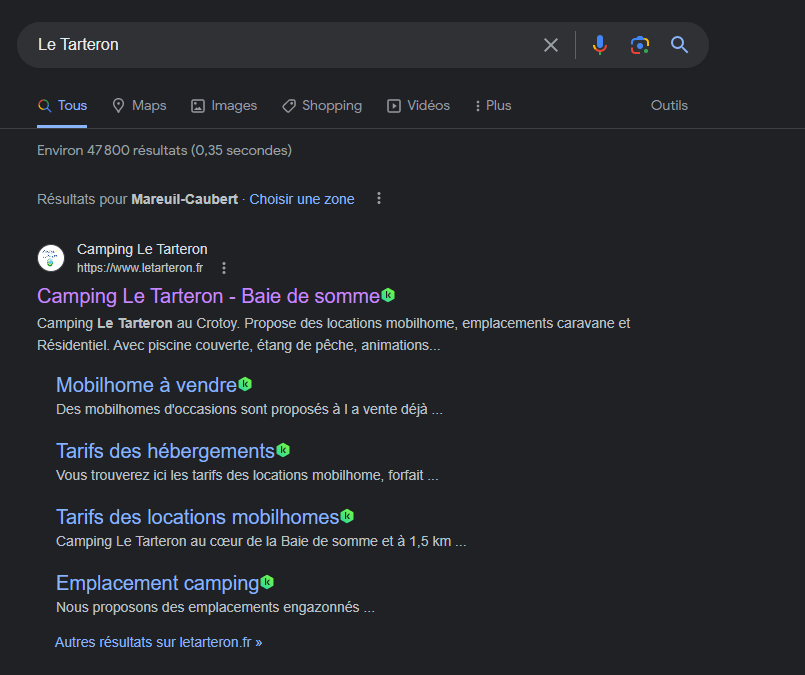 Le Tarteron
Tous Maps Images Shopping Vidéos Plus Outils
Environ 47 800 résultats (0,35 secondes)
Résultats pour Mareuil-Caubert · Choisir une zone
Camping Le Tarteron
https://www.letarteron.fr
Camping Le Tarteron - Baie de somme
Camping Le Tarteron au Crotoy. Propose des locations mobilhome, emplacements caravane et
Résidentiel. Avec piscine couverte, étang de pêche, animations...
Mobilhome à vendre
Des mobilhomes d'occasions sont proposés à l a vente déjà ...
Tarifs des hébergements
Vous trouverez ici les tarifs des locations mobilhome, forfait ...
Tarifs des locations mobilhomes
Camping Le Tarteron au cœur de la Baie de somme et à 1,5 km ...
Emplacement camping
Nous proposons des emplacements engazonnés ...
Autres résultats sur letarteron.fr »